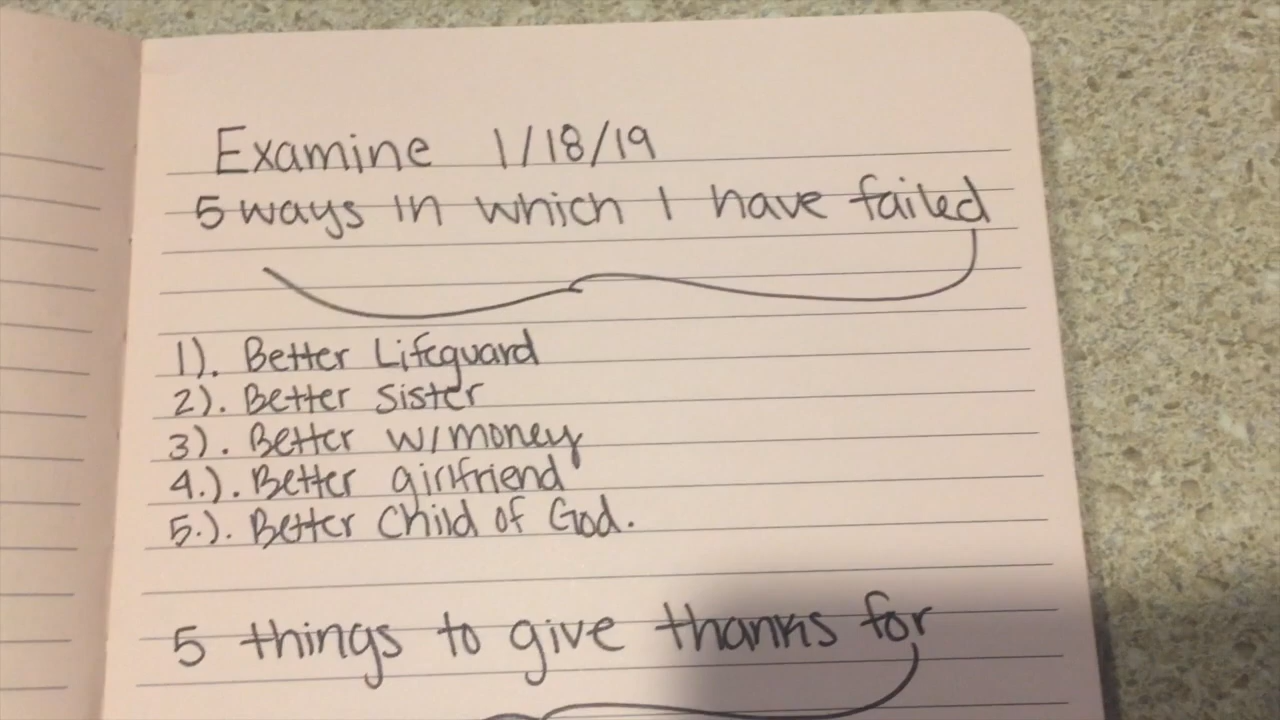 Examine 1/18/19
5 ways in which I have failed
1). Better Lifeguard
2). Better Sister
3). Better w/money
4.). Better girlfriend
5.). Better Child of God.
5 things to give thanks for